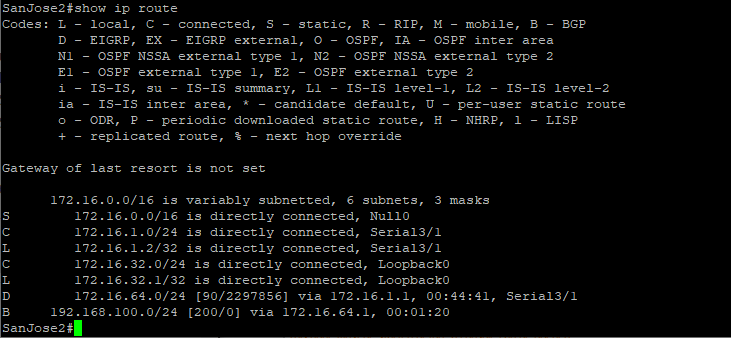 SanJose2#show ip route
Codes: L - local, C - connected, S - static, R - RIP, M - mobile, B - BGP
       D - EIGRP, EX - EIGRP external, O - OSPF, IA - OSPF inter area
       N1 - OSPF NSSA external type 1, N2 - OSPF NSSA external type 2
       E1 - OSPF external type 1, E2 - OSPF external type 2
       i - IS-IS, su - IS-IS summary, L1 - IS-IS level-1, L2 - IS-IS level-2
       ia - IS-IS inter area, * - candidate default, U - per-user static route
       o - ODR, P - periodic downloaded static route, H - NHRP, l - LISP
       + - replicated route, % - next hop override

Gateway of last resort is not set

      172.16.0.0/16 is variably subnetted, 6 subnets, 3 masks
S        172.16.0.0/16 is directly connected, Null0
C        172.16.1.0/24 is directly connected, Serial3/1
L        172.16.1.2/32 is directly connected, Serial3/1
C        172.16.32.0/24 is directly connected, Loopback0
L        172.16.32.1/32 is directly connected, Loopback0
D        172.16.64.0/24 [90/2297856] via 172.16.1.1, 00:44:41, Serial3/1
B     192.168.100.0/24 [200/0] via 172.16.64.1, 00:01:20
SanJose2#